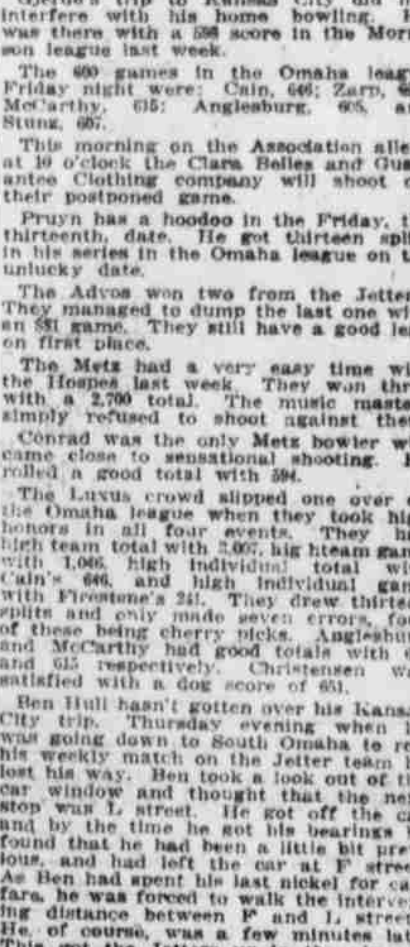 interfere with his home bowling.
was there with a 598 score in the Morri
son league last week.
The 600 games in the Omaha leag
Friday night were: Cain, 646; Zarp,
McCarthy, 615; Anglesburg, 605, a
Stunz, 607.
This morning on the Association alle
at 10 o'clock the Clara Belles and Gua
antee Clothing company will shoot o
their postponed game.
Pruyn has a hoodoo in the Friday, t
thirteenth, date. He got thirteen spli
in his series in the Omaha league on t
unlucky date.
The Advos won two from the Jetter
They managed to dump the last one wi
an 881 game. They still have a good le
on first place.
The Metz had a very easy time wi
the Hospes last week. They won thr
with a 2,700 total. The music maste
simply refused to shoot against the
Conrad was the only Metz bowler w
came close to sensational shooting. H
rolled a good total with 594.
The Luxus crowd slipped one over
the Omaha league when they took hi
honors in all four events. They h
high team total with 3,007, hig hteam gam
with 1,066, high individual total wi
Cain's 646, and high individual gam
with Firestone's 241. They drew thirte
splits and only made seven errors, fo
of these being cherry picks. Anglesbur
and McCarthy had good totals with
and 615 respectively. Christensen w
satisfied with a dog score of 651.
Ben Hull hasn't gotten over his Kansa
City trip. Thursday evening when
was going down to South Omaha to ro
his weekly match on the Jetter team h
lost his way. Ben took a look out of t
car window and thought that the ne
stop was L street. He got off the c
and by the time he got his bearings
found that he had been a little bit pre
ious, and had left the car at F stree
As Ben had spent his last nickel for ca
fare, he was forced to walk the interve
ing distance between F and L street
He, of course, was a few minutes lat